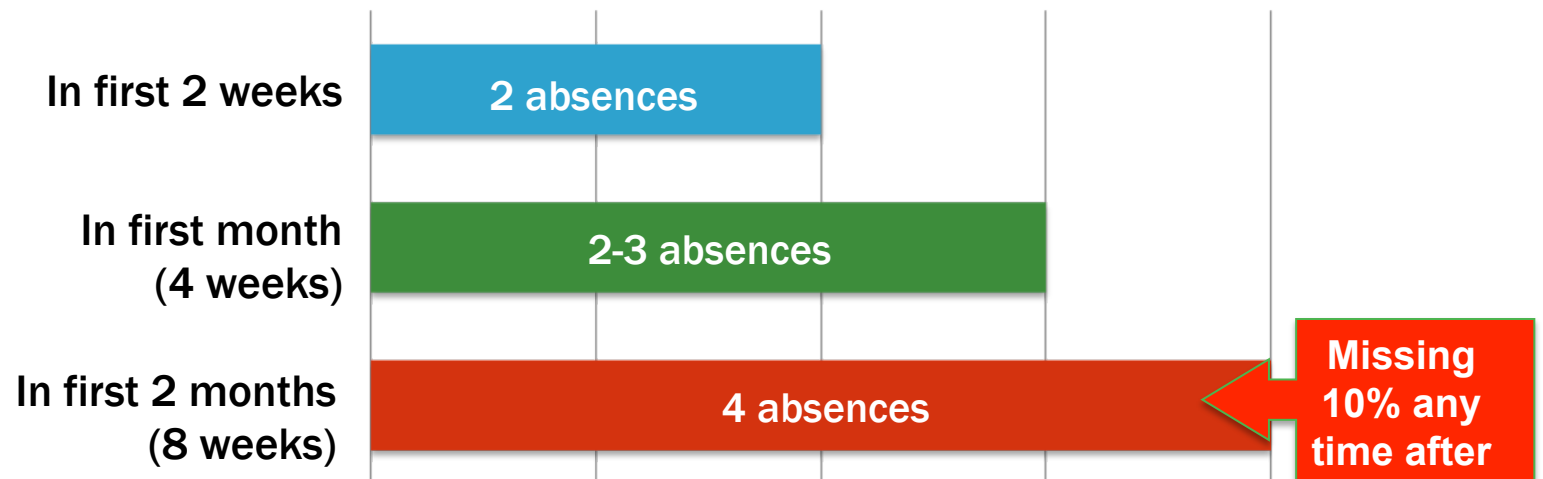 In first 2 weeks
2 absences
In first month
(4 weeks)
2-3 absences
In first 2 months
(8 weeks)
4 absences
Missing
10% any
time after